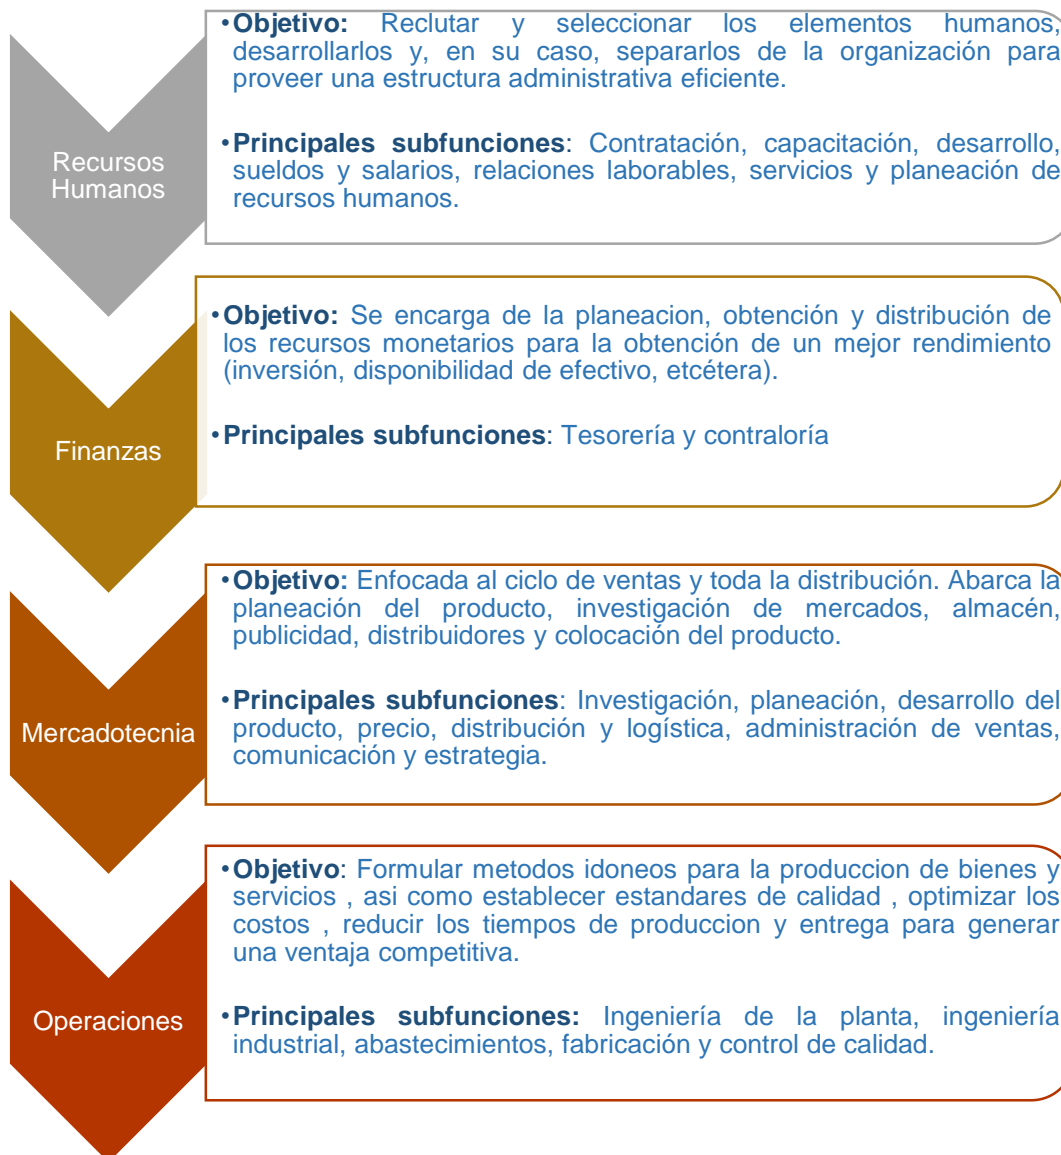 Recursos
Humanos
•Objetivo: Reclutar y seleccionar los elementos humanos,
desarrollarlos y, en su caso, separarlos de la organización para
proveer una estructura administrativa eficiente.
•Principales subfunciones: Contratación, capacitación, desarrollo,
sueldos y salarios, relaciones laborables, servicios y planeación de
recursos humanos.
Finanzas
•Objetivo: Se encarga de la planeacion, obtención y distribución de
los recursos monetarios para la obtención de un mejor rendimiento
(inversión, disponibilidad de efectivo, etcétera).
•Principales subfunciones: Tesorería y contraloría
Mercadotecnia
•Objetivo: Enfocada al ciclo de ventas y toda la distribución. Abarca la
planeación del producto, investigación de mercados, almacén,
publicidad, distribuidores y colocación del producto.
•Principales subfunciones: Investigación, planeación, desarrollo del
producto, precio, distribución y logística, administración de ventas,
comunicación y estrategia.
Operaciones
•Objetivo: Formular metodos idoneos para la produccion de bienes y
servicios , asi como establecer estandares de calidad , optimizar los
costos , reducir los tiempos de produccion y entrega para generar
una ventaja competitiva.
•Principales subfunciones: Ingeniería de la planta, ingeniería
industrial, abastecimientos, fabricación y control de calidad.